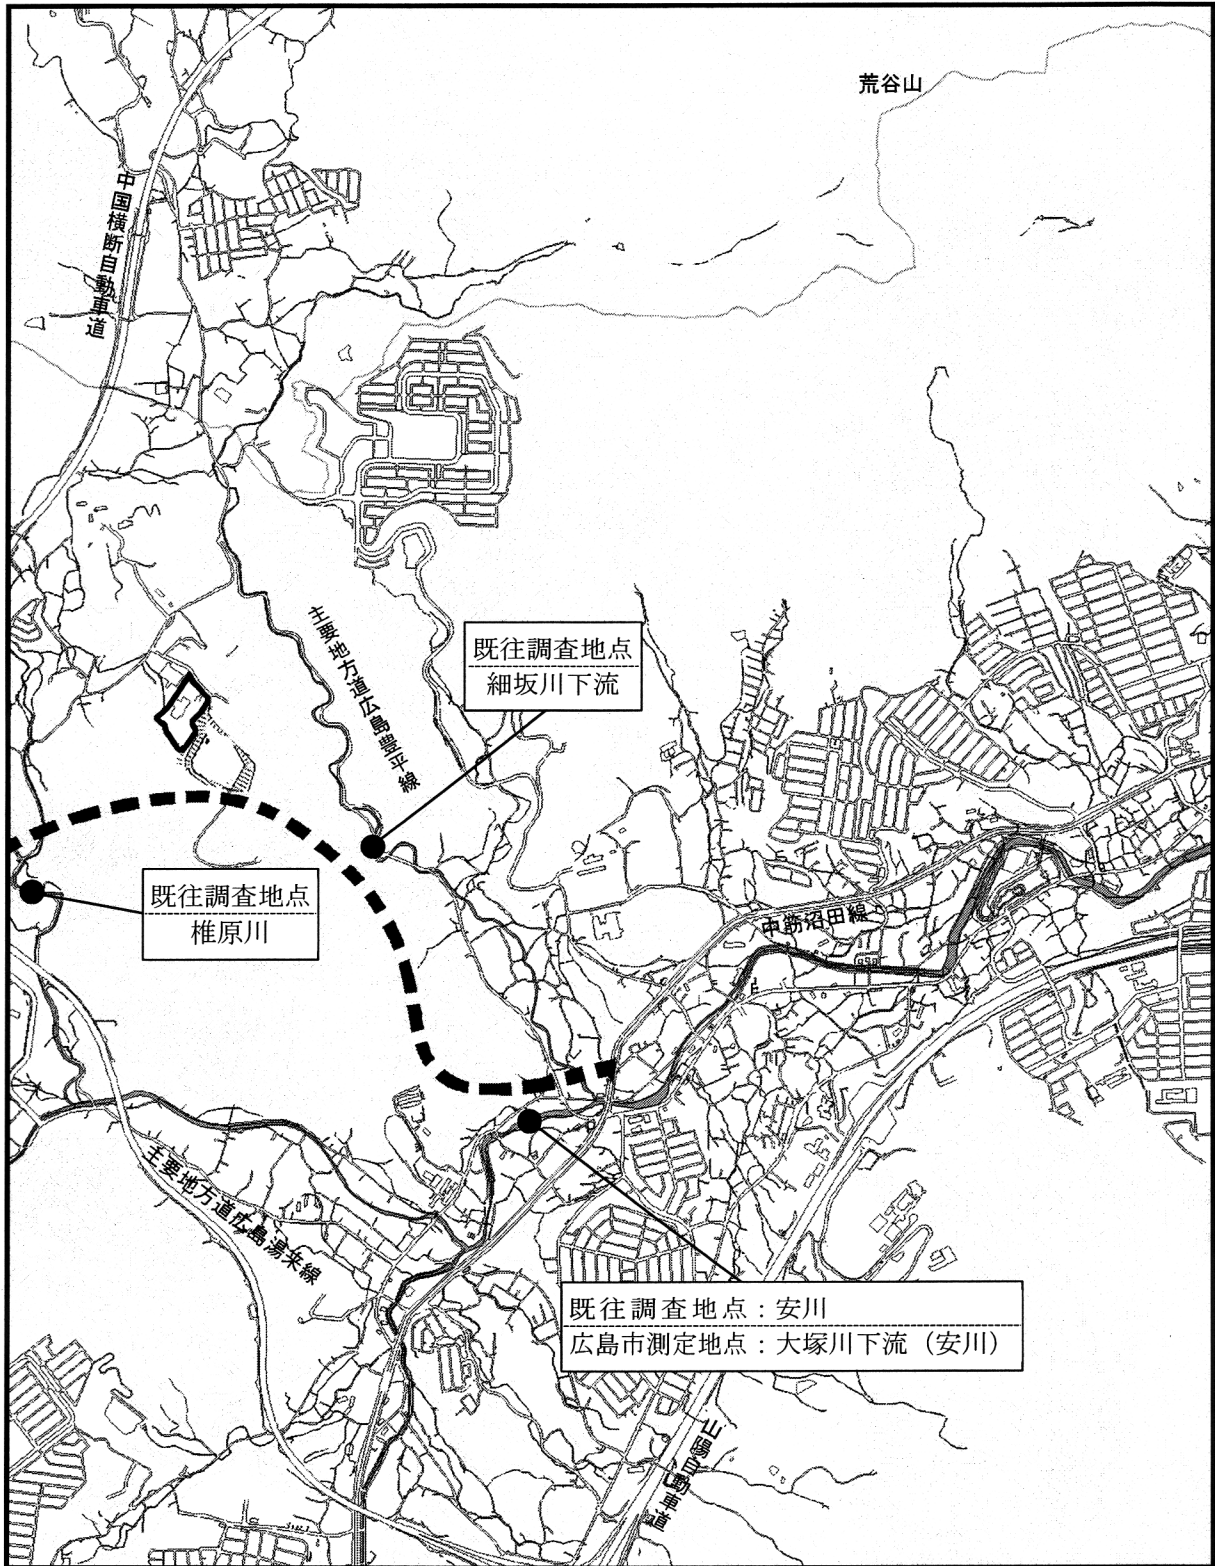 荒谷山
中国横断自動車道
主要地方道広島豊平線
既往調査地点
細坂川下流
既往調査地点
椎原川
中筋沼田線
主要地方道広島湯来線
既往調査地点：安川
広島市測定地点：大塚川下流（安川）
山陽自動車道